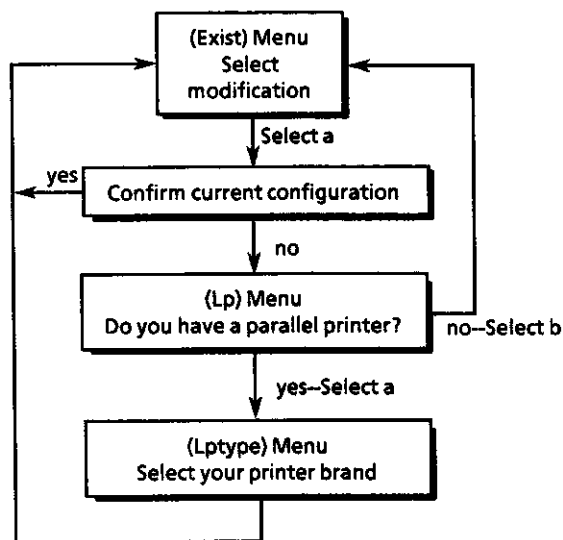 (Exist) Menu
Select
modification
Select a
yes
Confirm current configuration
no
(Lp) Menu
Do you have a parallel printer?
no--Select b
yes--Select a
(Lptype) Menu
Select your printer brand